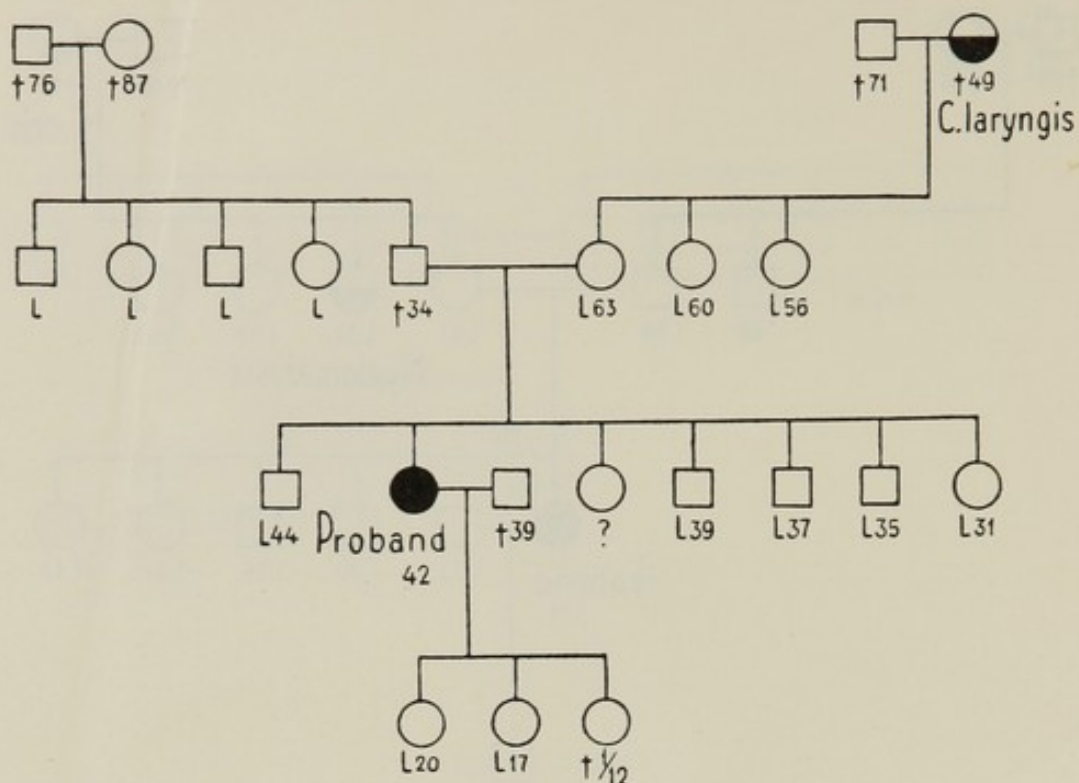 †76 †87 †71 †49
C.laryngis
L L L L †34 L63 L60 L56
L44 Proband †39 ? L39 L37 L35 L31
42
L20 L17 † 1/12